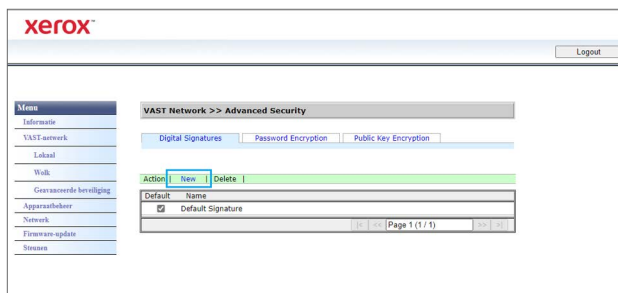 xerox™
Logout
Menu
Informatie
VAST-netwerk
Lokaal
Wolk
Geavanceerde beveiliging
Apparaatbeheer
Netwerk
Firmware-update
Steunen
VAST Network >> Advanced Security
Digital Signatures Password Encryption Public Key Encryption
Action | New | Delete |
Default Name
Default Signature
|< << Page 1 (1 / 1) >> >|